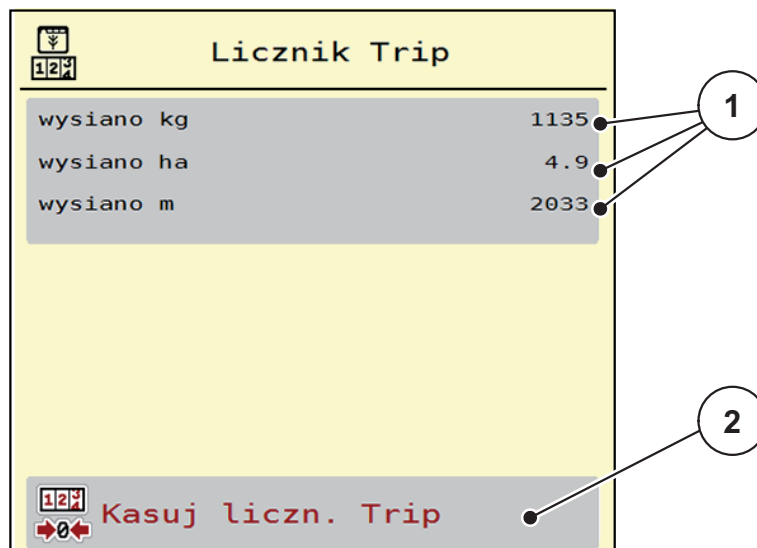 Licznik Trip
wysiano kg 1135
wysiano ha 4.9
wysiano m 2033
Kasuj liczn. Trip
1
2